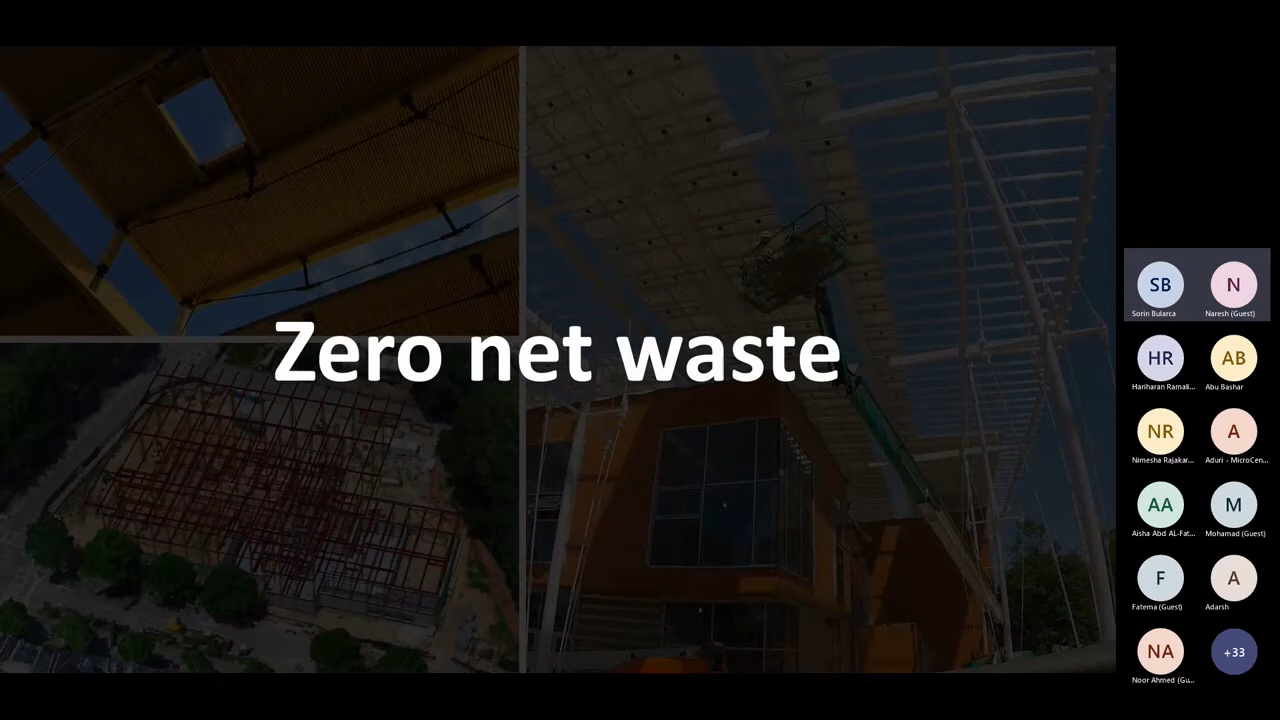 Zero net waste
SB
N
Sorin Bularca
Naresh (Guest)
HR
AB
Hariharan Ramali...
Abu Bashar
NR
A
Nimesha Rajakar...
Aduri - MicroCen...
AA
M
Aisha Abd AL-Fat...
Mohamad (Guest)
F
A
Fatema (Guest)
Adarsh
NA
+33
Noor Ahmed (Gu...